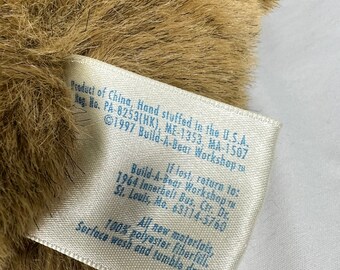 Product of China, Hand stuffed in the U.S.A.
Reg. No. PA-8253(HK), ME-1353, MA-1507
©1997 Build-A-Bear Workshop™
If lost, return to:
Build-A-Bear Workshop™
1964 Innerbelt Bus. Ctr. Dr.
St. Louis, Mo. 63114-5760
All new materials,
100% polyester fiberfill.
Surface wash and tumble dr